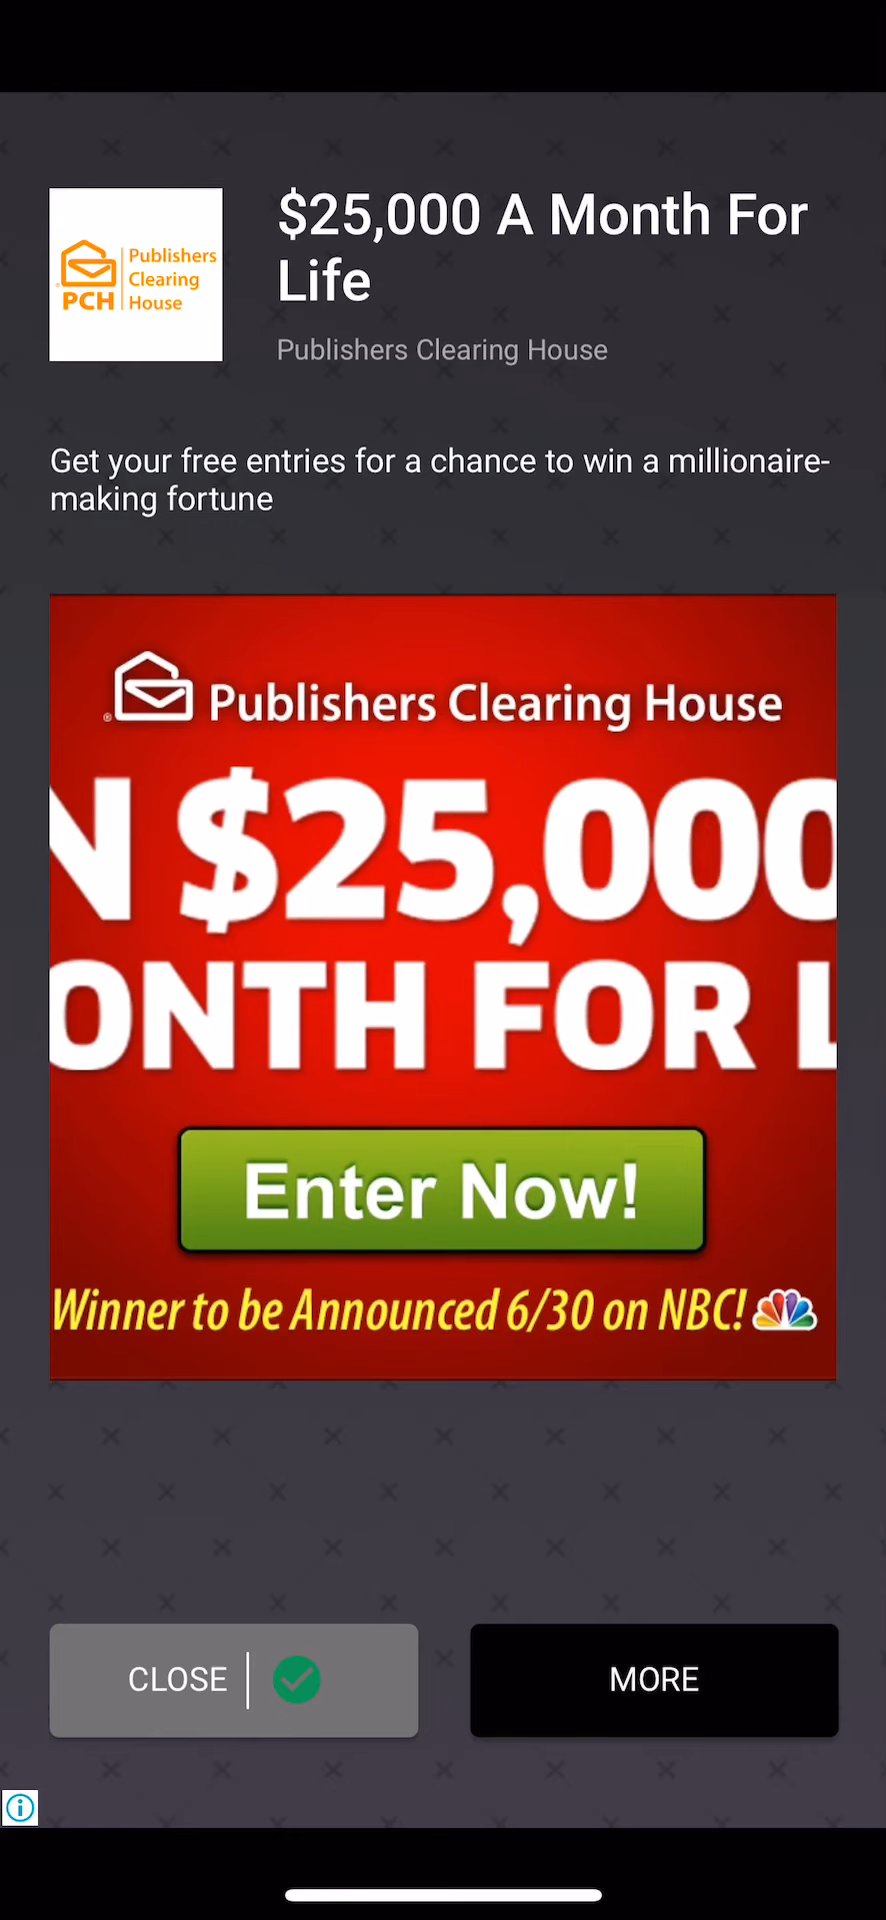 Publishers
Clearing
PCH House
$25,000 A Month For
Life
Publishers Clearing House
Get your free entries for a chance to win a millionaire-
making fortune
Publishers Clearing House
N $25,000
ONTH FOR L
Enter Now!
Winner to be Announced 6/30 on NBC!
CLOSE
MORE